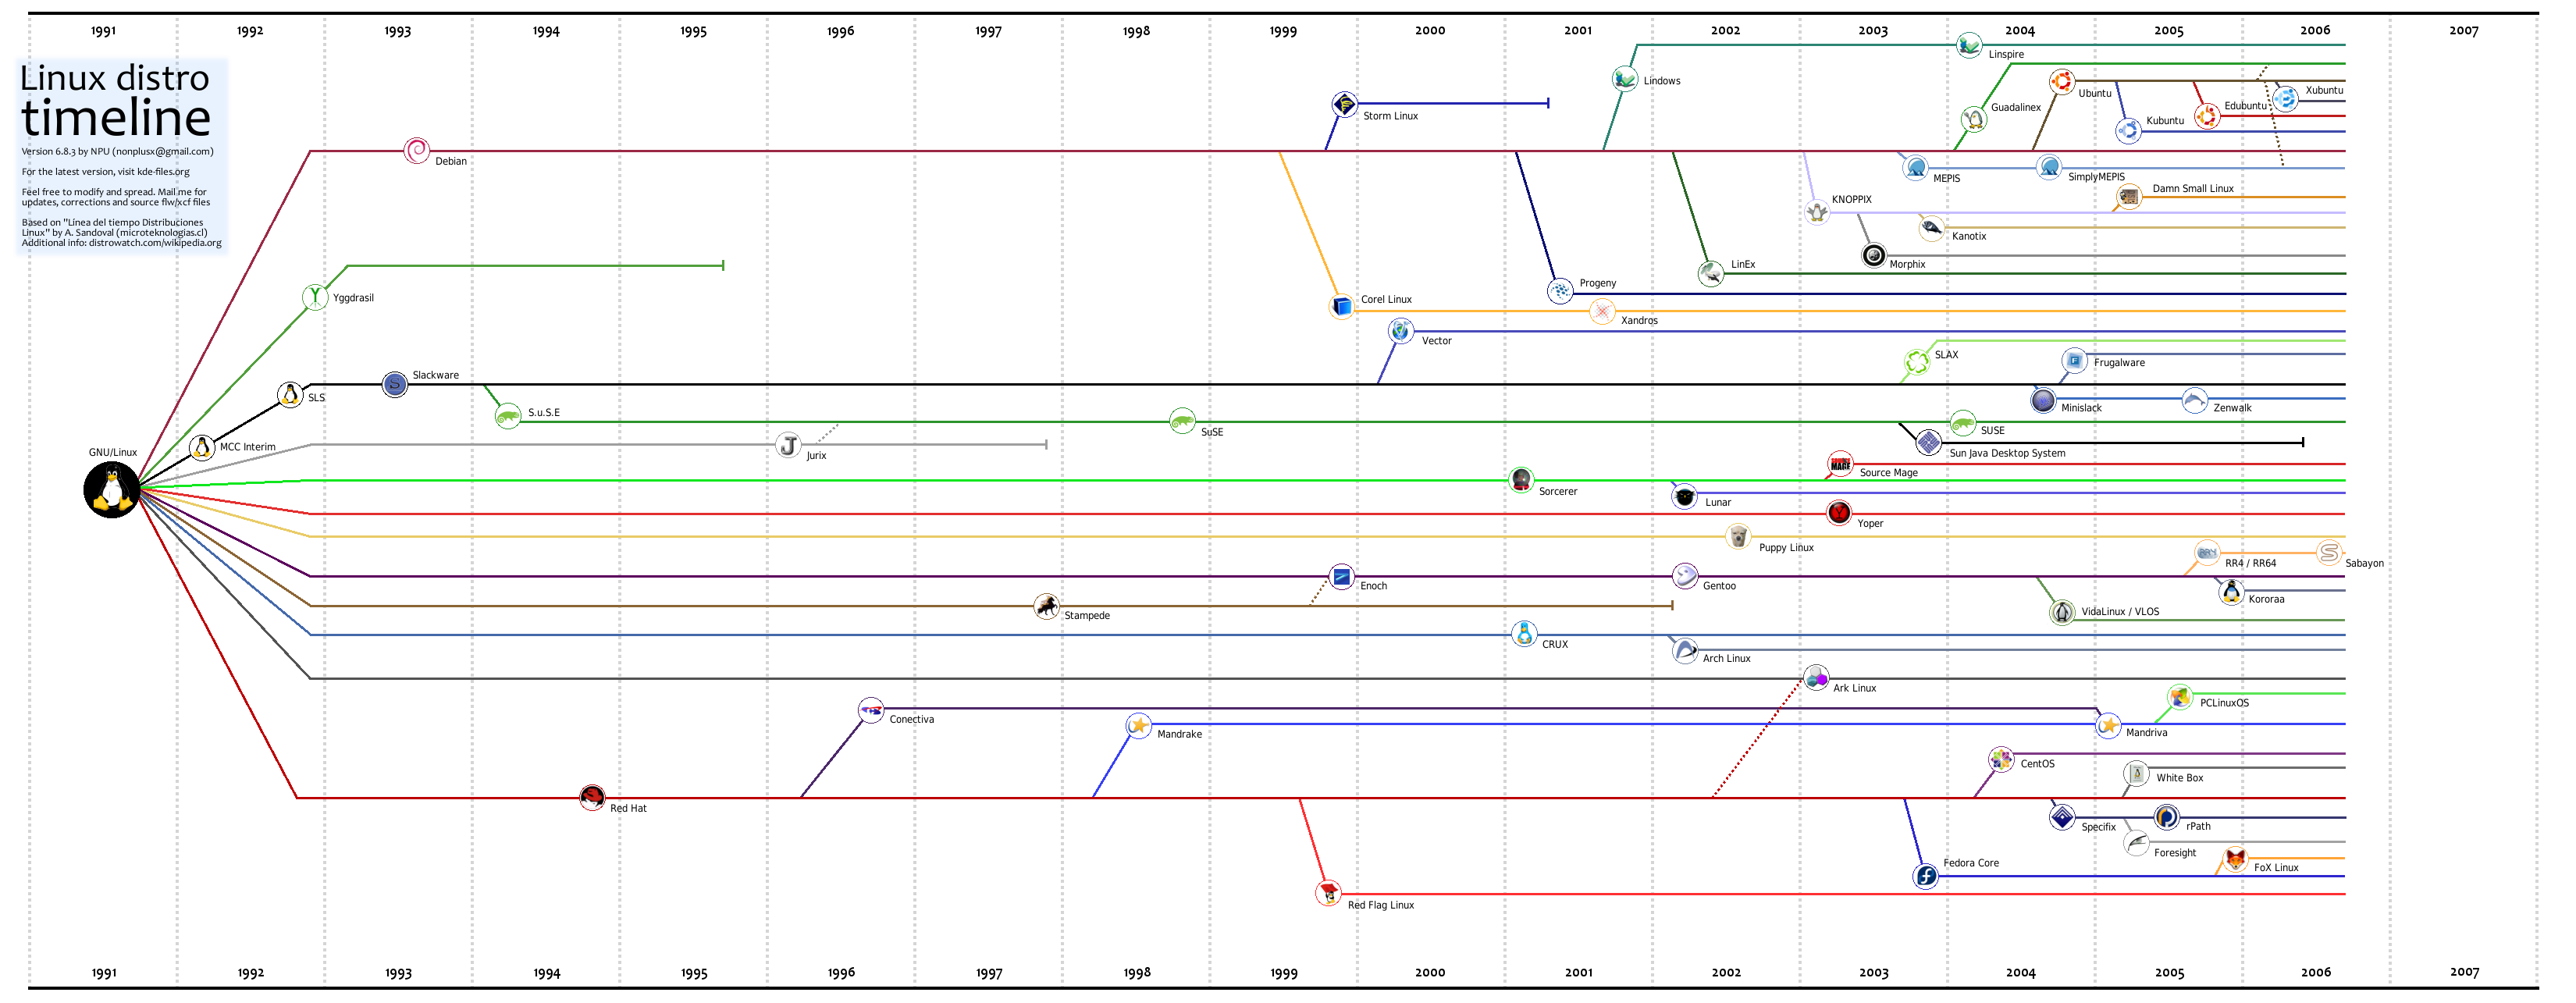 1991 1992 1993 1994 1995 1996 1997 1998 1999 2000 2001 2002 2003 2004 2005 2006 2007
Linux distro
timeline
Version 6.8.3 by NPU (nonplusx@gmail.com)
For the latest version, visit kde-files.org
Feel free to modify and spread. Mail me for
updates, corrections and source flw/xcf files
Based on "Línea del tiempo Distribuciones
Linux" by A. Sandoval (microteknologias.cl)
Additional info: distrowatch.com/wikipedia.org
Linspire
Lindows
Guadalinex
Ubuntu
Xubuntu
Edubuntu
Kubuntu
Storm Linux
Debian
MEPIS
SimplyMEPIS
Damn Small Linux
KNOPPIX
Kanotix
Morphix
LinEx
Progeny
Yggdrasil
Corel Linux
Xandros
Vector
SLAX
Frugalware
Slackware
SLS
Minislack
Zenwalk
S.u.S.E
SuSE
SUSE
MCC Interim
GNU/Linux
Jurix
Sun Java Desktop System
Source Mage
Sorcerer
Lunar
Yoper
Puppy Linux
RR4 / RR64
Sabayon
Enoch
Gentoo
Kororaa
VidaLinux / VLOS
Stampede
CRUX
Arch Linux
Ark Linux
PCLinuxOS
Conectiva
Mandrake
Mandriva
CentOS
White Box
Red Hat
Specifix
rPath
Foresight
Fedora Core
FoX Linux
Red Flag Linux
1991 1992 1993 1994 1995 1996 1997 1998 1999 2000 2001 2002 2003 2004 2005 2006 2007